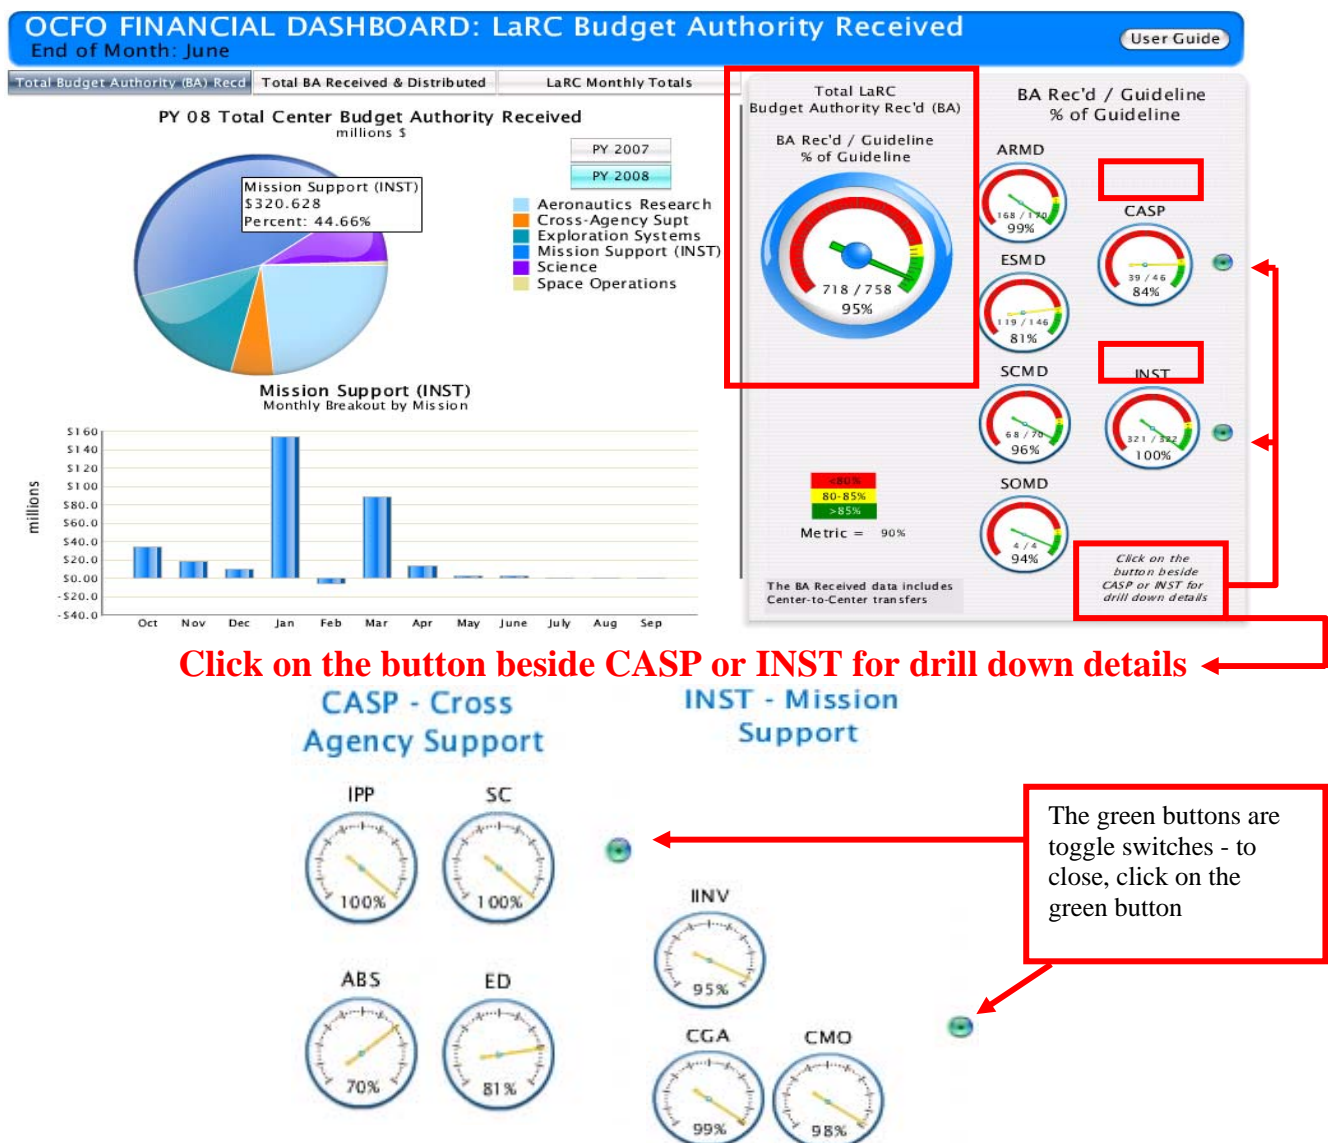 OCFO FINANCIAL DASHBOARD: LaRC Budget Authority Received
End of Month: June
User Guide
Total Budget Authority (BA) Recd
Total BA Received & Distributed
LaRC Monthly Totals
PY 08 Total Center Budget Authority Received
millions $
PY 2007
PY 2008
Mission Support (INST)
$320.628
Percent: 44.66%
Aeronautics Research
Cross-Agency Supt
Exploration Systems
Mission Support (INST)
Science
Space Operations
Mission Support (INST)
Monthly Breakout by Mission
millions
$160
$140
$120
$100
$80.0
$60.0
$40.0
$20.0
$0.00
-$20.0
-$40.0
Oct Nov Dec Jan Feb Mar Apr May June July Aug Sep
Total LaRC
Budget Authority Rec'd (BA)
BA Rec'd / Guideline
% of Guideline
718 / 758
95%
BA Rec'd / Guideline
% of Guideline
ARMD
168 / 170
99%
CASP
39 / 46
84%
ESMD
119 / 146
81%
SCMD
68 / 70
96%
INST
321 / 322
100%
SOMD
4 / 4
94%
<80%
80-85%
>85%
Metric = 90%
The BA Received data includes
Center-to-Center transfers
Click on the
button beside
CASP or INST for
drill down details
Click on the button beside CASP or INST for drill down details
CASP - Cross
Agency Support
INST - Mission
Support
IPP
100%
SC
100%
ABS
70%
ED
81%
IINV
95%
CGA
99%
CMO
98%
The green buttons are
toggle switches - to
close, click on the
green button